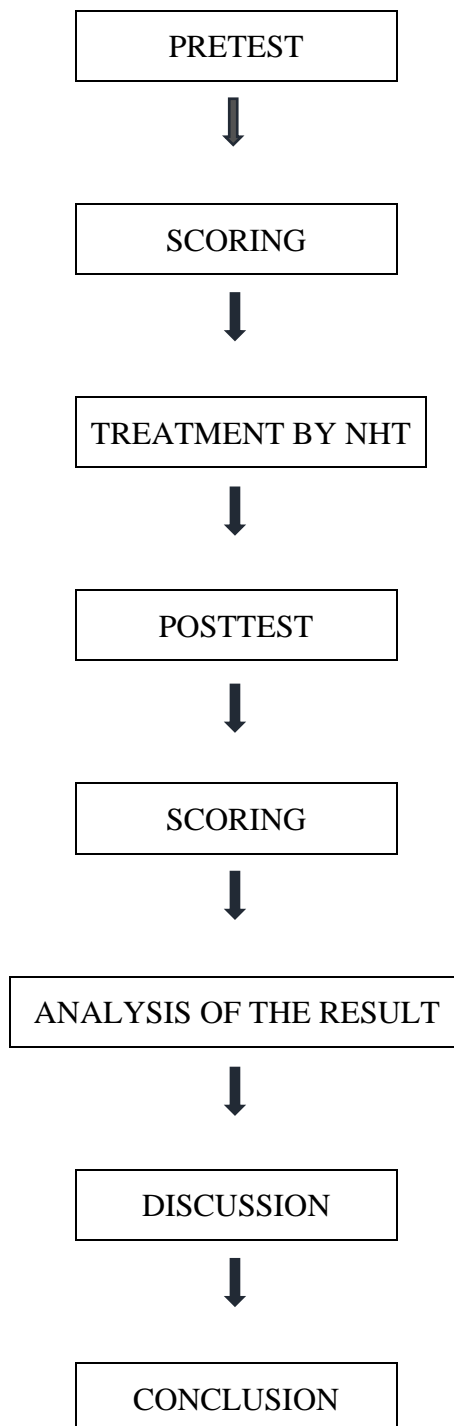 PRETEST
SCORING
TREATMENT BY NHT
POSTTEST
SCORING
ANALYSIS OF THE RESULT
DISCUSSION
CONCLUSION